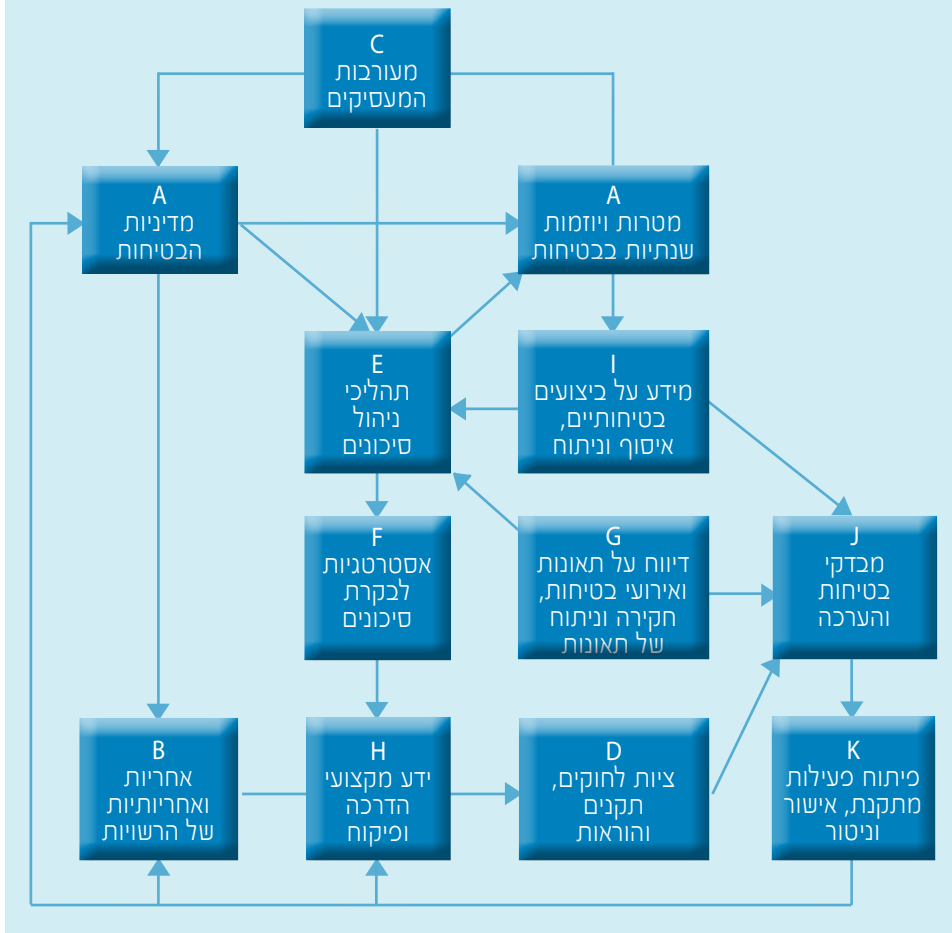 C
מעורבות
המעסיקים
A
מדיניות
הבטיחות
A
מטרות ויוזמות
שנתיות בבטיחות
E
תהליכי
ניהול
סיכונים
I
מידע על ביצועים
בטיחותיים,
איסוף וניתוח
F
אסטרטגיות
לבקרת
סיכונים
G
דיווח על תאונות
ואירועי בטיחות,
חקירה וניתוח
של תאונות
J
מבדקי
בטיחות
והערכה
B
אחריות
ואחריותיות
של הרשויות
H
ידע מקצועי
הדרכה
ופיקוח
D
ציות לחוקים,
תקנים
והוראות
K
פיתוח פעילות
מתקנת, אישור
וניטור